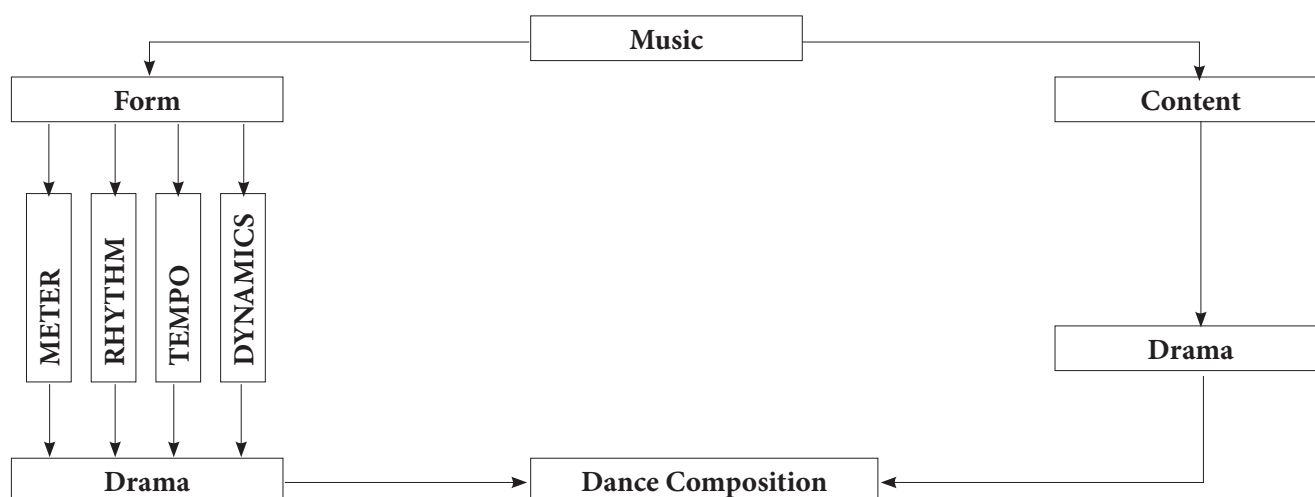 Music
Form
Content
METER
RHYTHM
TEMPO
DYNAMICS
Drama
Drama
Dance Composition